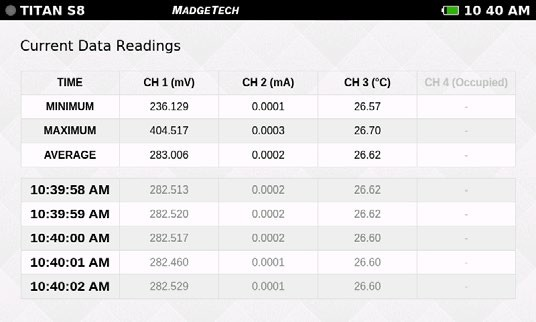 TITAN S8 MADGETECH 10 40 AM
Current Data Readings
TIME CH 1 (mV) CH 2 (mA) CH 3 (°C) CH 4 (Occupied)
MINIMUM 236.129 0.0001 26.57 -
MAXIMUM 404.517 0.0003 26.70 -
AVERAGE 283.006 0.0002 26.62 -
10:39:58 AM 282.513 0.0002 26.62 -
10:39:59 AM 282.520 0.0002 26.62 -
10:40:00 AM 282.517 0.0002 26.60 -
10:40:01 AM 282.460 0.0001 26.60 -
10:40:02 AM 282.529 0.0001 26.60 -